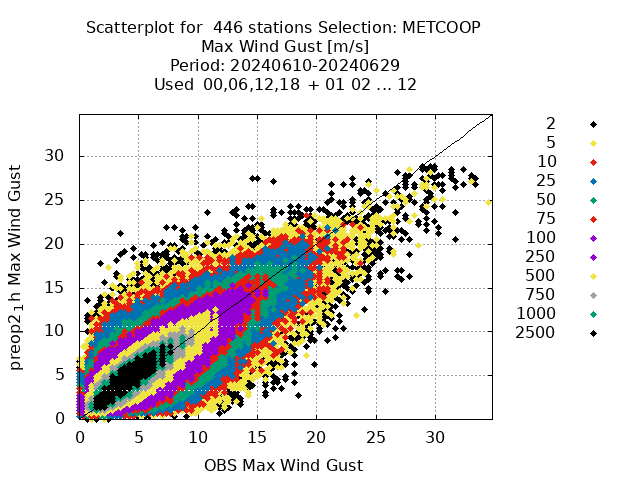 Scatterplot for  446 stations Selection: METCOOP
Max Wind Gust [m/s]
Period: 20240610-20240629
Used  00,06,12,18  + 01 02 ... 12
preop2_1h Max Wind Gust
30
25
20
15
10
5
0
0 5 10 15 20 25 30
OBS Max Wind Gust
2
5
10
25
50
75
100
250
500
750
1000
2500